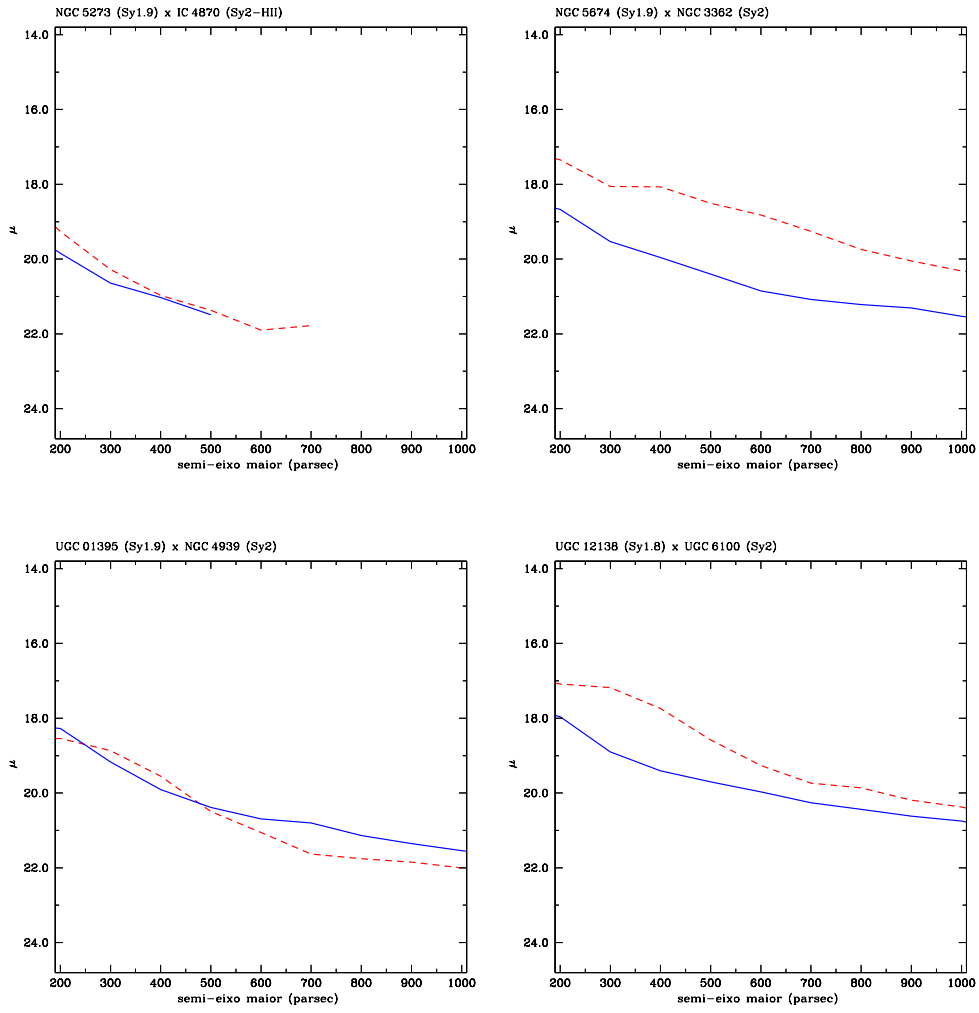 NGC 5273 (Sy1.9) x IC 4870 (Sy2-HII)
14.0
16.0
18.0
20.0
22.0
24.0
μ
200 300 400 500 600 700 800 900 1000
semi-eixo maior (parsec)
NGC 5674 (Sy1.9) x NGC 3362 (Sy2)
14.0
16.0
18.0
20.0
22.0
24.0
μ
200 300 400 500 600 700 800 900 1000
semi-eixo maior (parsec)
UGC 01395 (Sy1.9) x NGC 4939 (Sy2)
14.0
16.0
18.0
20.0
22.0
24.0
μ
200 300 400 500 600 700 800 900 1000
semi-eixo maior (parsec)
UGC 12138 (Sy1.8) x UGC 6100 (Sy2)
14.0
16.0
18.0
20.0
22.0
24.0
μ
200 300 400 500 600 700 800 900 1000
semi-eixo maior (parsec)